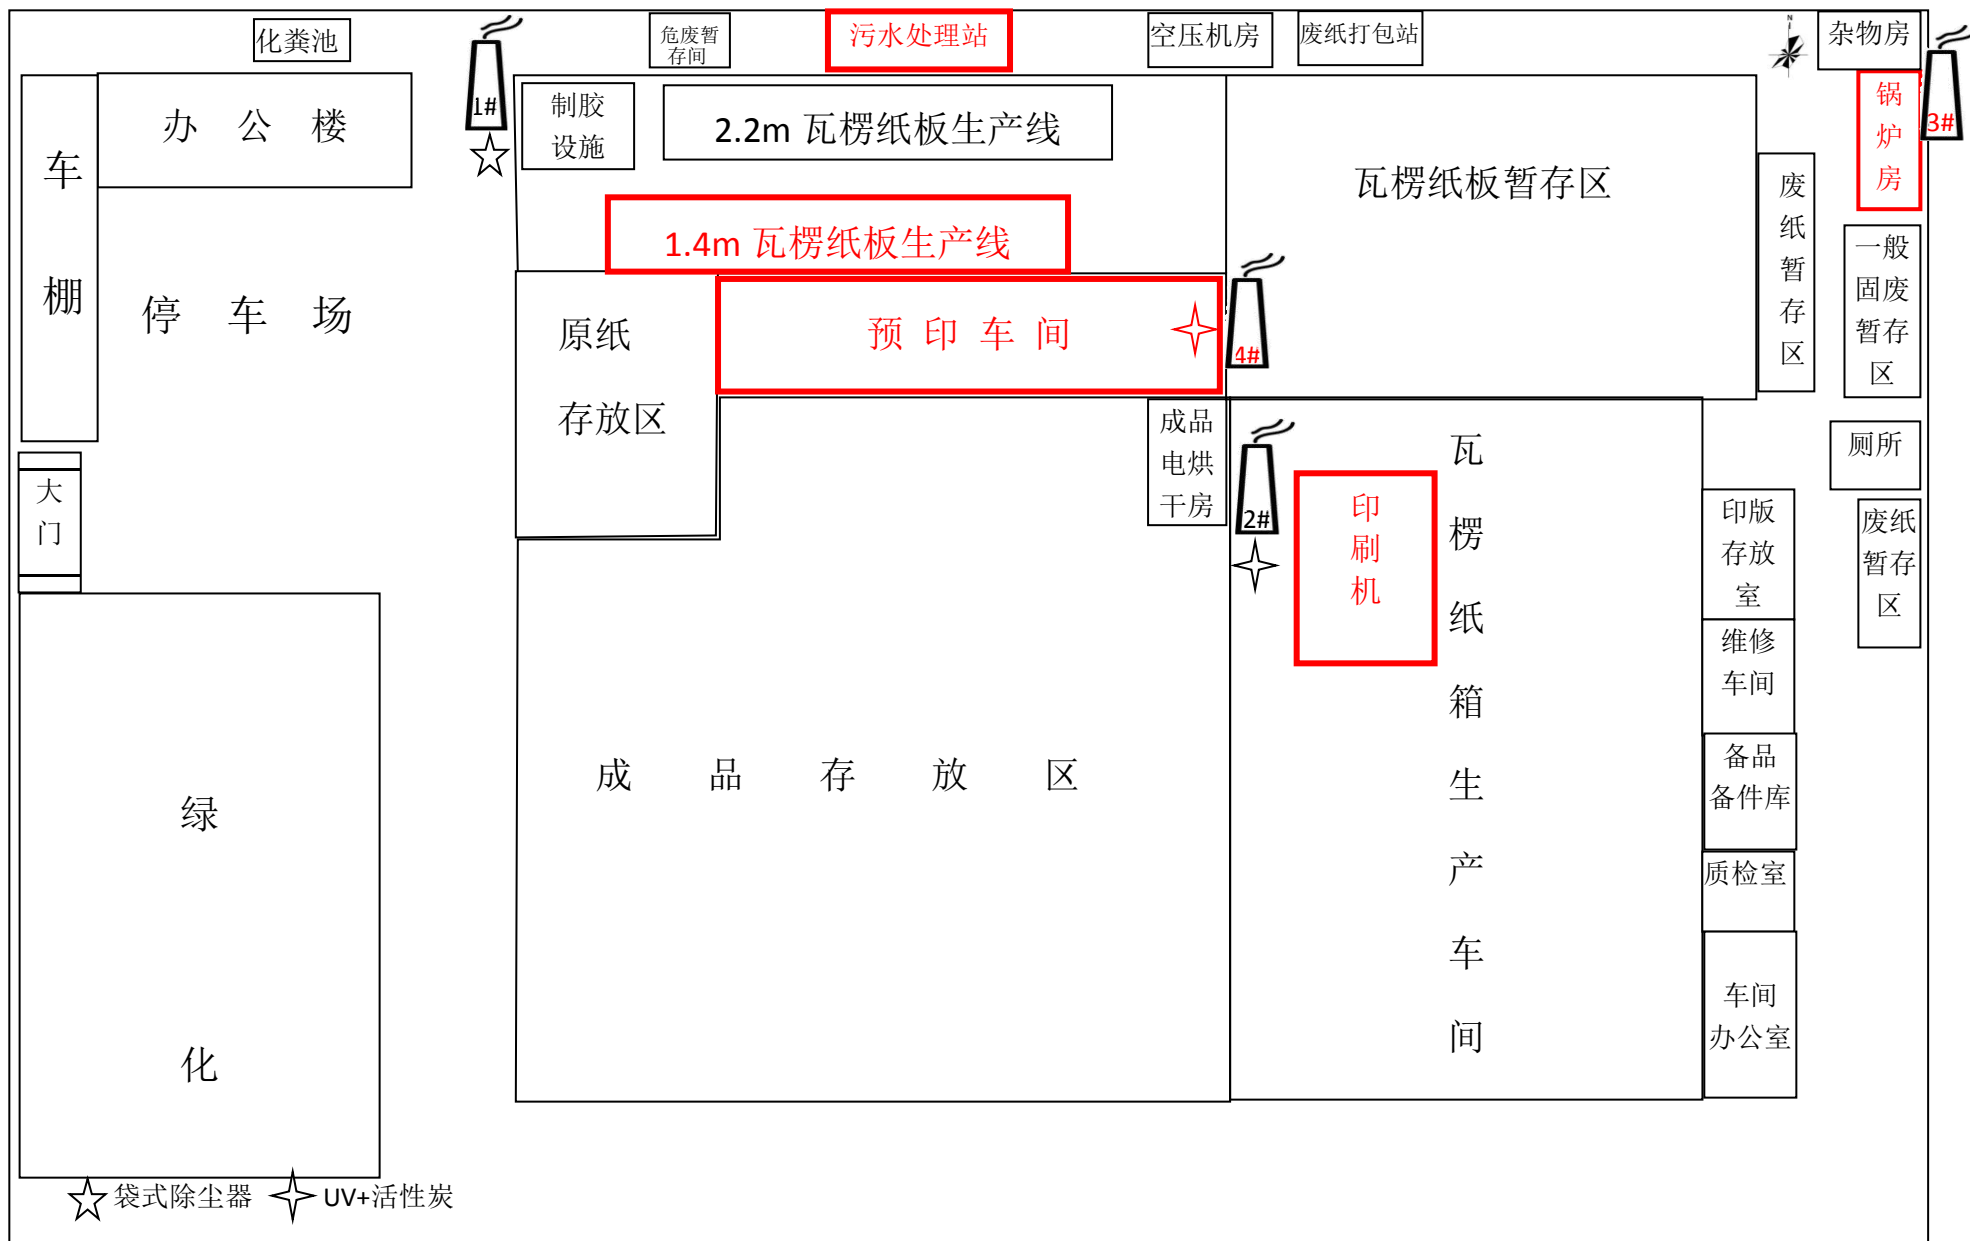 化粪池
危废暂
存间
污水处理站
空压机房
废纸打包站
N
杂物房
车
棚
办公楼
1#
制胶
设施
2.2m 瓦楞纸板生产线
瓦楞纸板暂存区
锅
炉
房
3#
废
纸
暂
存
区
1.4m 瓦楞纸板生产线
一般
固废
暂存
区
停车场
原纸
存放区
预印车间
4#
成品
电烘
干房
2#
印
刷
机
瓦
楞
纸
箱
生
产
车
间
厕所
大
门
印版
存放
室
废纸
暂存
区
维修
车间
备品
备件库
成品存放区
绿
化
质检室
车间
办公室
袋式除尘器
UV+活性炭